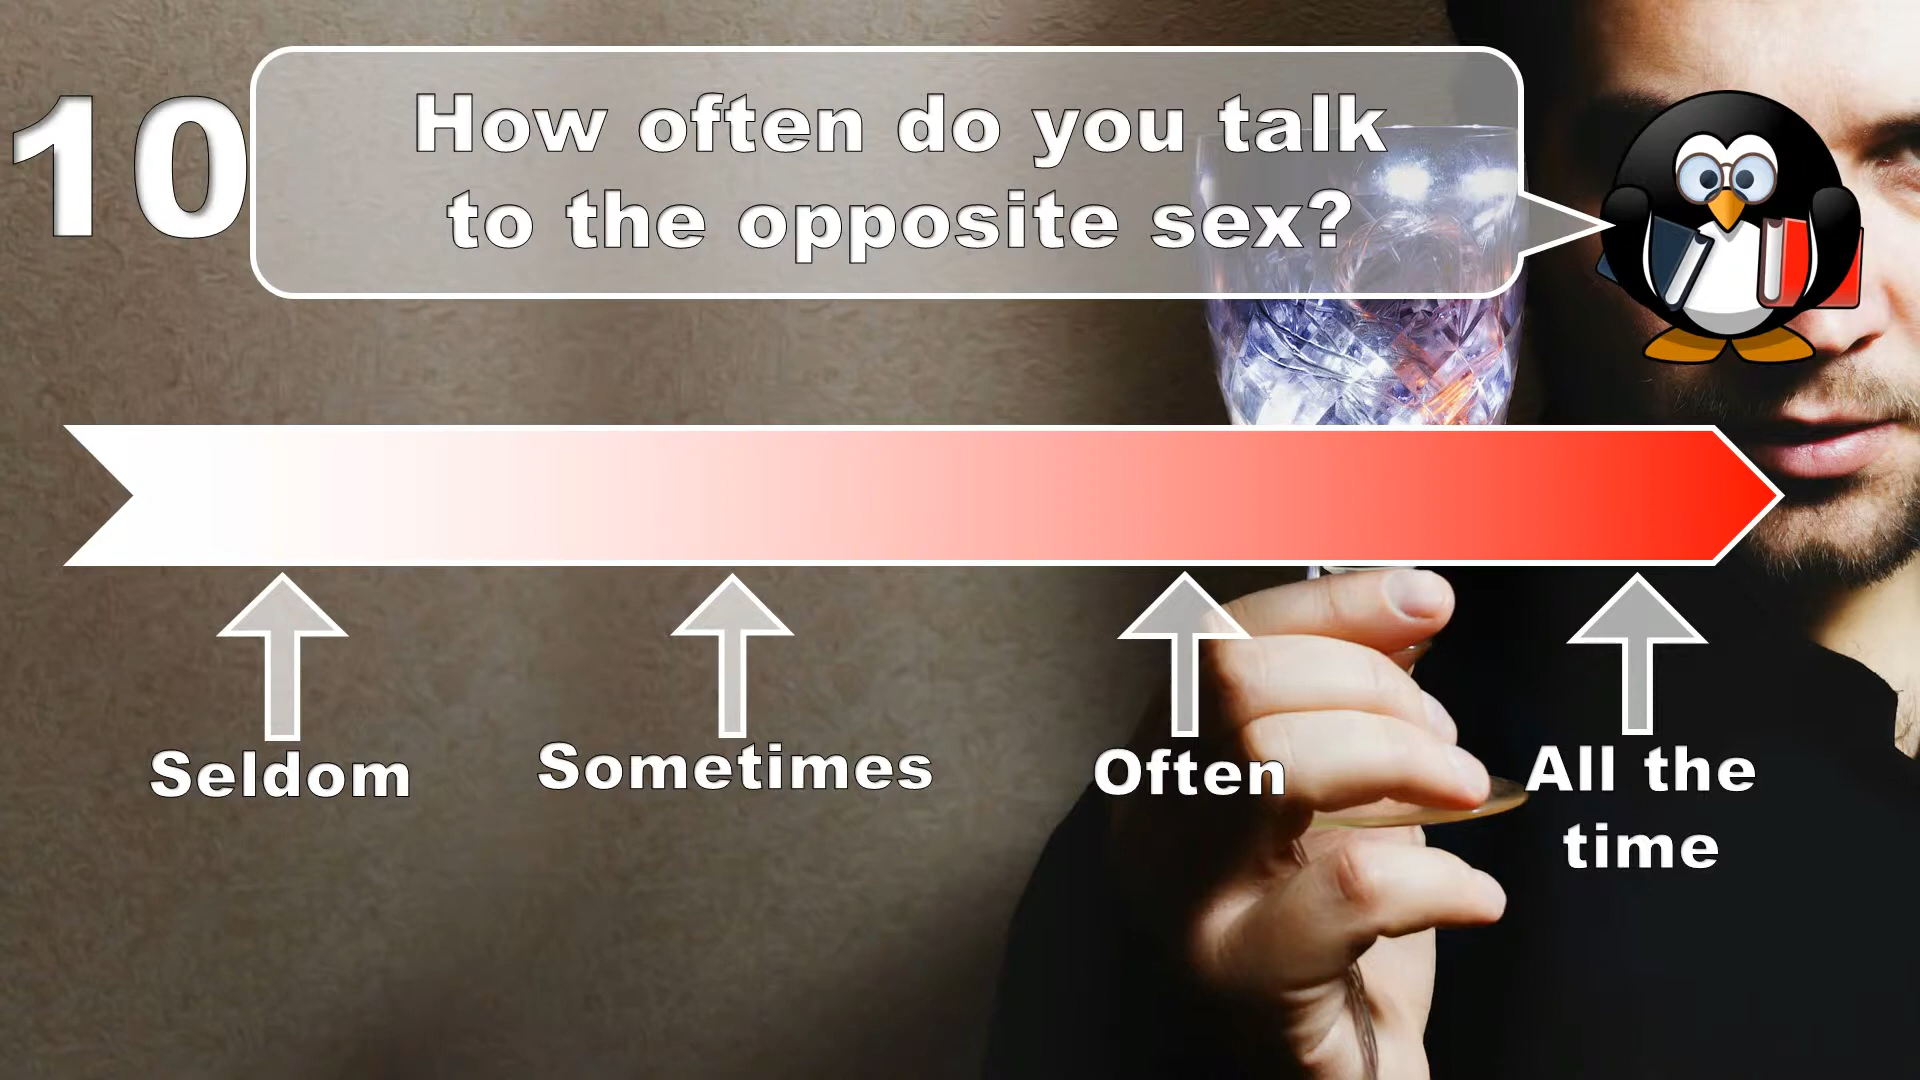 10
How often do you talk
to the opposite sex?
Seldom
Sometimes
Often
All the
time